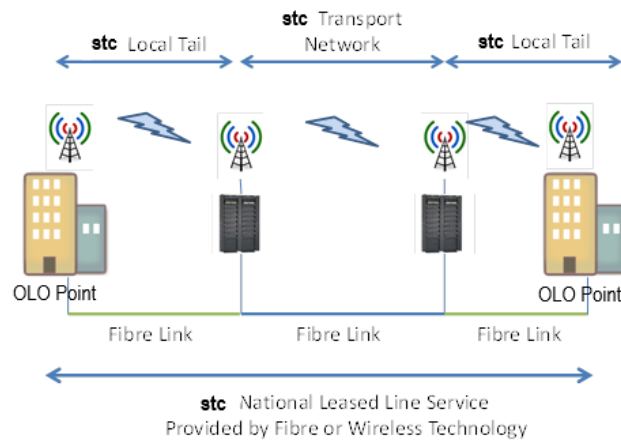 stc Local Tail
stc Transport
Network
stc Local Tail
OLO Point
OLO Point
Fibre Link
Fibre Link
Fibre Link
stc National Leased Line Service
Provided by Fibre or Wireless Technology